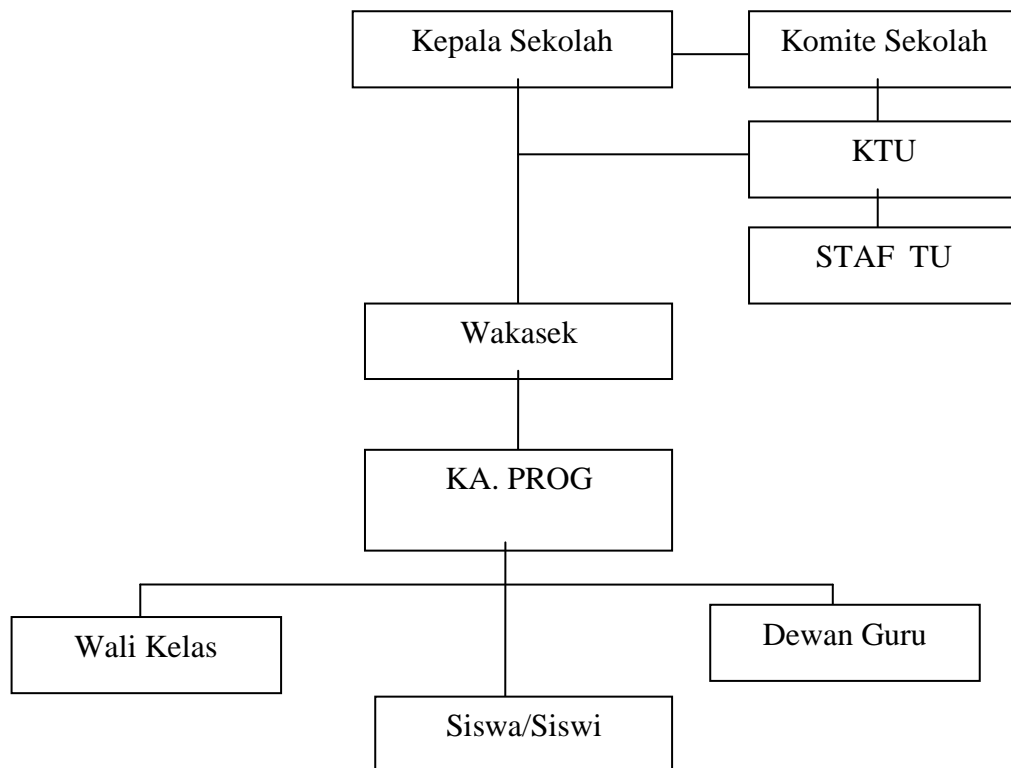 Kepala Sekolah
Komite Sekolah
KTU
STAF TU
Wakasek
KA. PROG
Wali Kelas
Dewan Guru
Siswa/Siswi